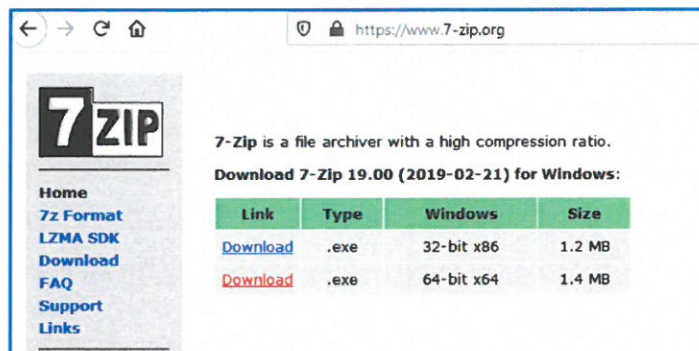 https://www.7-zip.org
7 ZIP
7-Zip is a file archiver with a high compression ratio.
Download 7-Zip 19.00 (2019-02-21) for Windows:
Home
7z Format
LZMA SDK
Download
FAQ
Support
Links
Link Type Windows Size
Download .exe 32-bit x86 1.2 MB
Download .exe 64-bit x64 1.4 MB